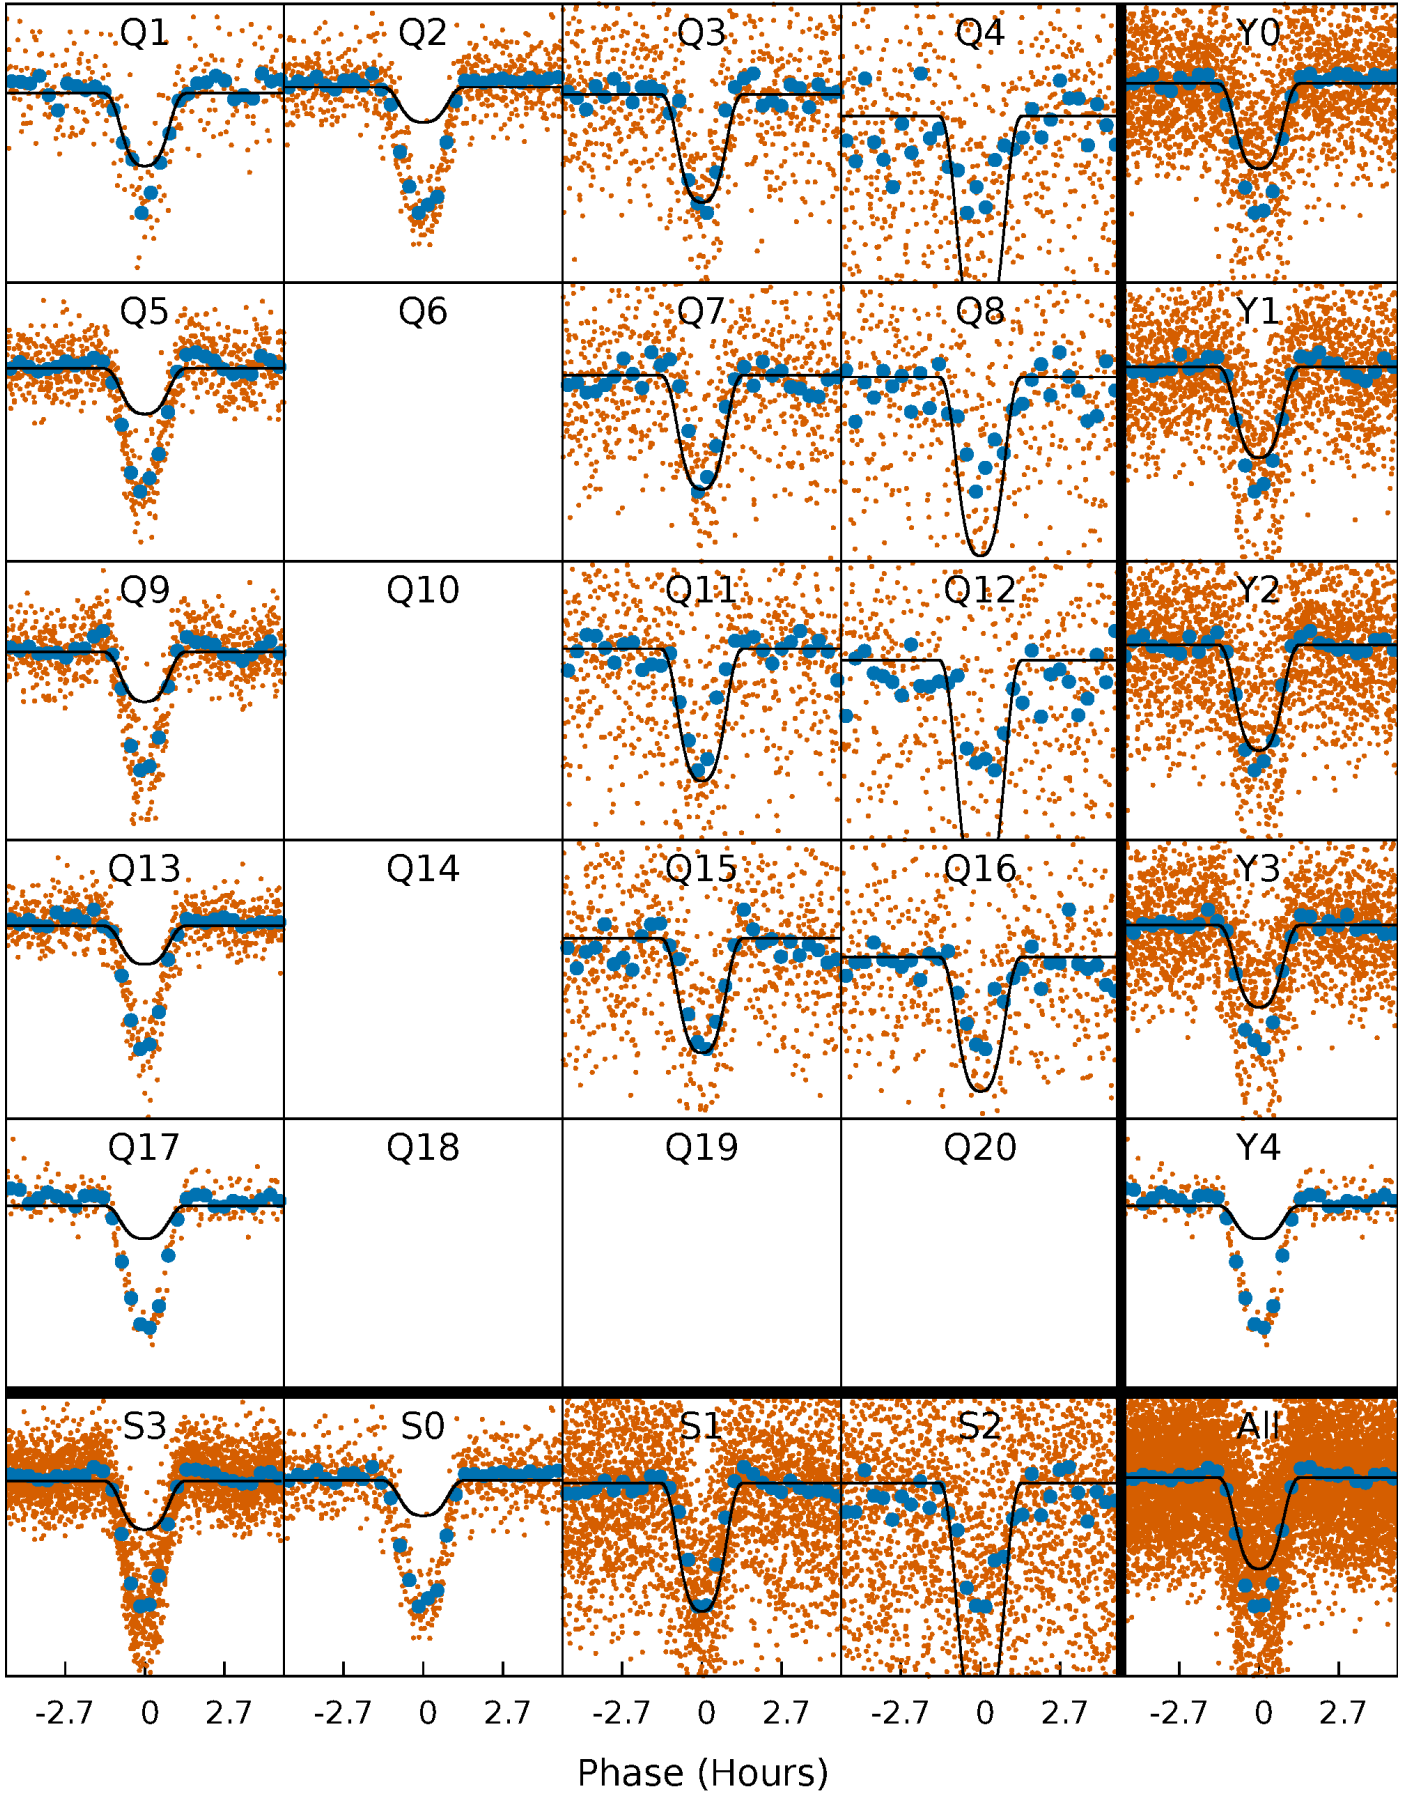 Q1 Q2 Q3 Q4 Y0
Q5 Q6 Q7 Q8 Y1
Q9 Q10 Q11 Q12 Y2
Q13 Q14 Q15 Q16 Y3
Q17 Q18 Q19 Q20 Y4
S3 S0 S1 S2 All
-2.7 0 2.7 -2.7 0 2.7 -2.7 0 2.7 -2.7 0 2.7 -2.7 0 2.7
Phase (Hours)